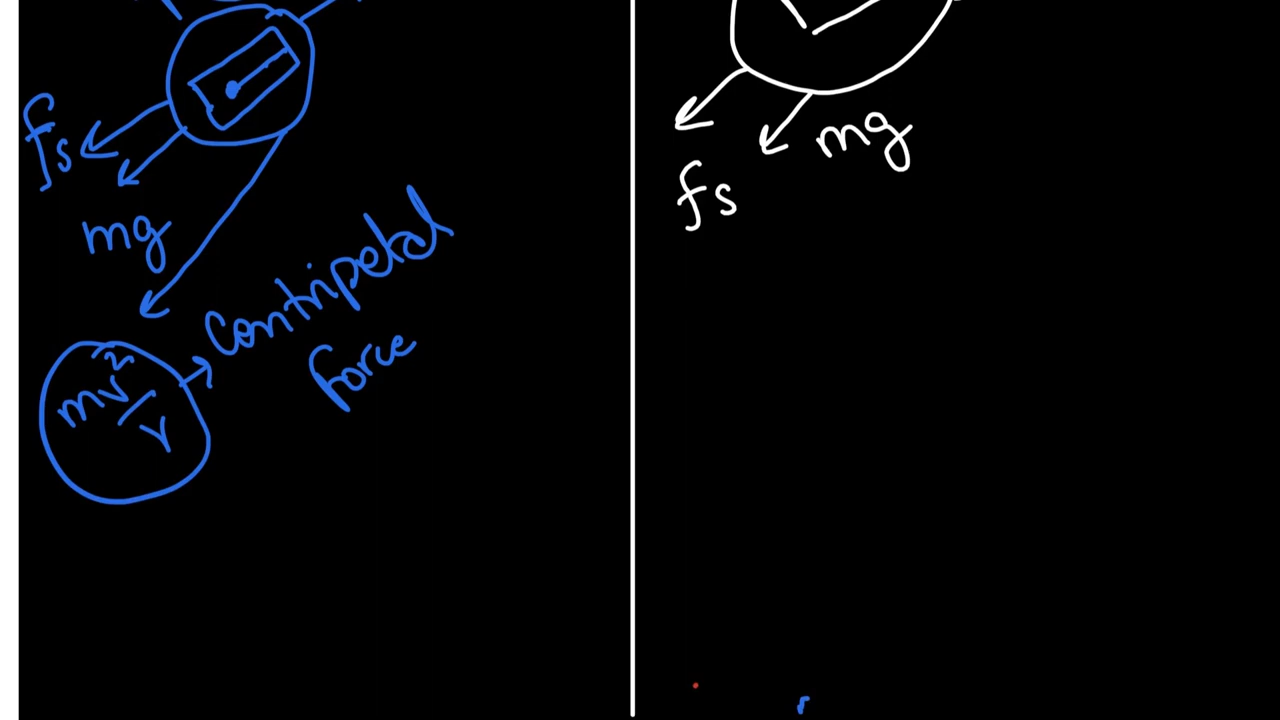 fs
mg
Centripetal
force
mv²/r
mg
fs